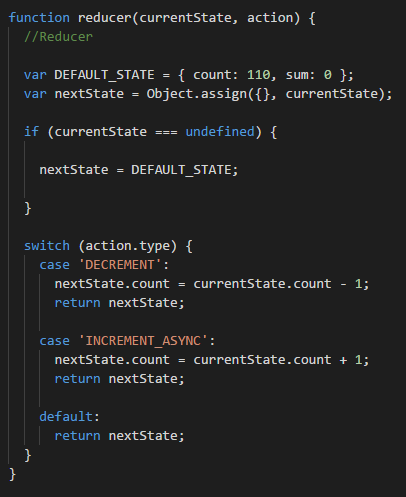 function reducer(currentState, action) {
//Reducer
var DEFAULT_STATE = { count: 110, sum: 0 };
var nextState = Object.assign({}, currentState);
if (currentState === undefined) {
nextState = DEFAULT_STATE;
}
switch (action.type) {
case 'DECREMENT':
nextState.count = currentState.count - 1;
return nextState;
case 'INCREMENT_ASYNC':
nextState.count = currentState.count + 1;
return nextState;
default:
return nextState;
}
}